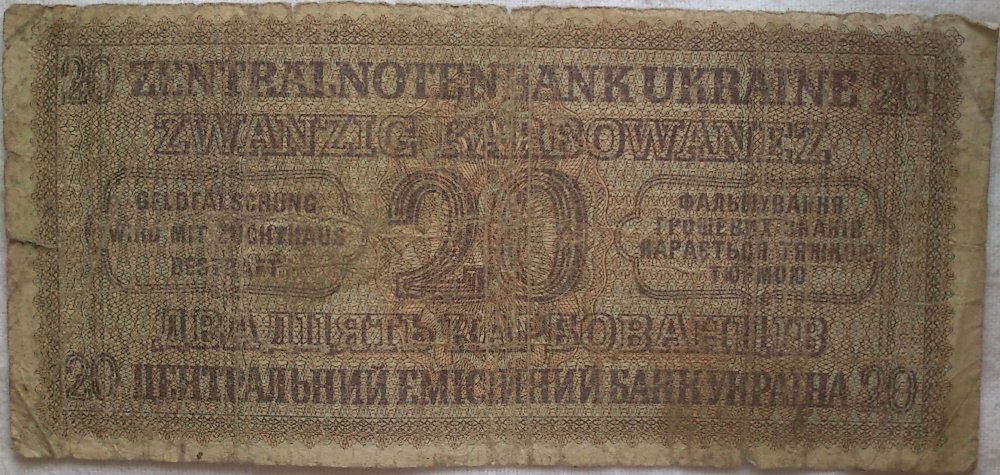 20 ZENTRALNOTENBANK UKRAINE 20
ZWANZIG KARBOWANEZ
GELDFÄLSCHUNG
WIRD MIT ZUCHTHAUS
BESTRAFT
20
ФАЛЬШУВАННЯ
ГРОШЕВИХ ЗНАКІВ
КАРАЄТЬСЯ ТЯЖКОЮ
ТЮРМОЮ
ДВАДЦЯТЬ КАРБОВАНЦІВ
20 ЦЕНТРАЛЬНИЙ ЕМІСІЙНИЙ БАНК УКРАЇНА 20